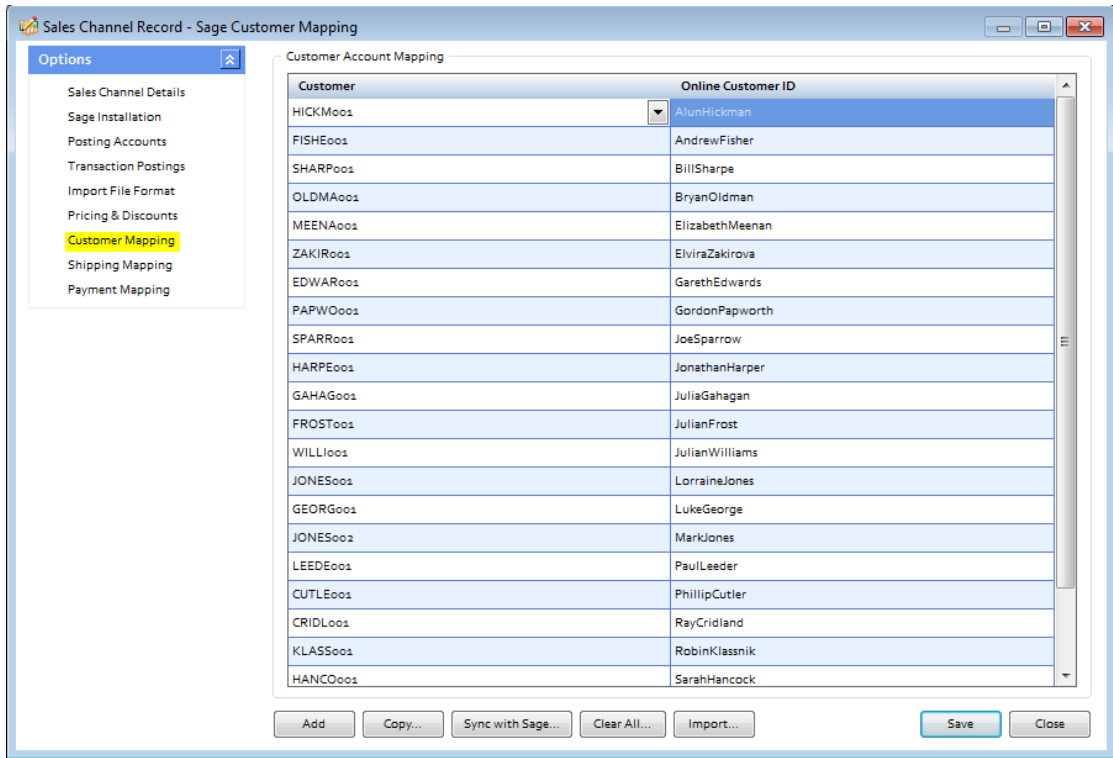 Sales Channel Record - Sage Customer Mapping
Options
Sales Channel Details
Sage Installation
Posting Accounts
Transaction Postings
Import File Format
Pricing & Discounts
Customer Mapping
Shipping Mapping
Payment Mapping
Customer Account Mapping
Customer Online Customer ID
HICKM001 AlunHickman
FISHE001 AndrewFisher
SHARP001 BillSharpe
OLDMA001 BryanOldman
MEENA001 ElizabethMeenan
ZAKIR001 ElviraZakirova
EDWAR001 GarethEdwards
PAPWO001 GordonPapworth
SPARR001 JoeSparrow
HARPE001 JonathanHarper
GAHAG001 JuliaGahagan
FROST001 JulianFrost
WILLI001 JulianWilliams
JONES001 LorraineJones
GEORG001 LukeGeorge
JONES002 MarkJones
LEEDE001 PaulLeeder
CUTLE001 PhillipCutler
CRIDL001 RayCridland
KLASS001 RobinKlassnik
HANCO001 SarahHancock
Add Copy... Sync with Sage... Clear All... Import... Save Close